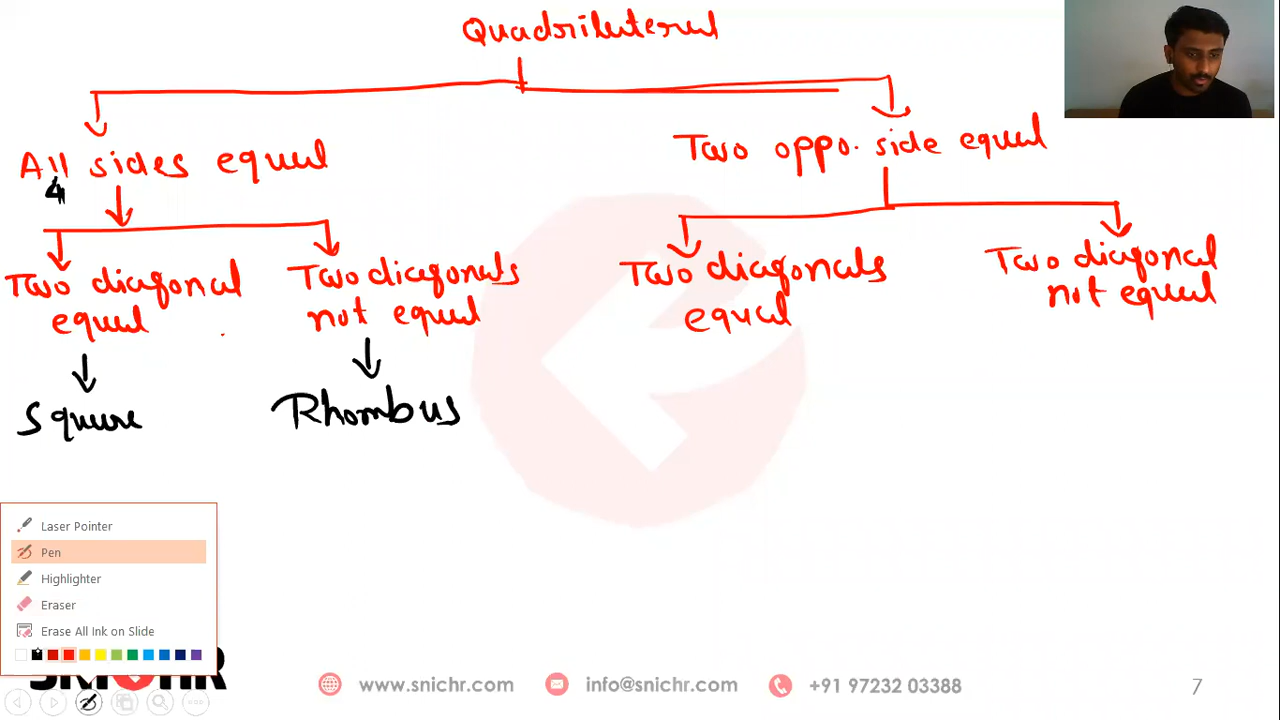 Quadrilateral
All sides equal
4
Two oppo. side equal
Two diagonal
equal
Two diagonals
not equal
Two diagonals
equal
Two diagonal
not equal
Square
Rhombus
Laser Pointer
Pen
Highlighter
Eraser
Erase All Ink on Slide
www.snichr.com
info@snichr.com
+91 97232 03388
7